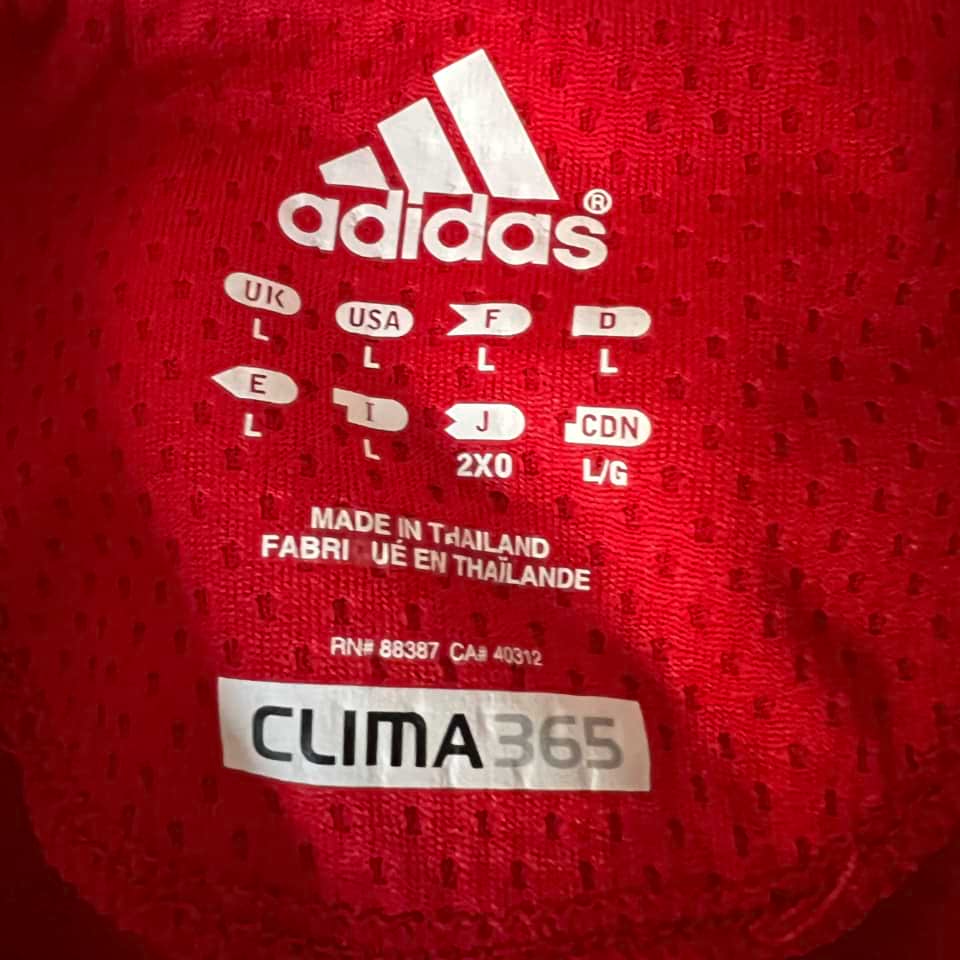 adidas®
UK USA F D
L L L L
E I J CDN
L L 2XO L/G
MADE IN THAILAND
FABRI UÉ EN THAÏLANDE
RN# 88387 CA# 40312
CLIMA365